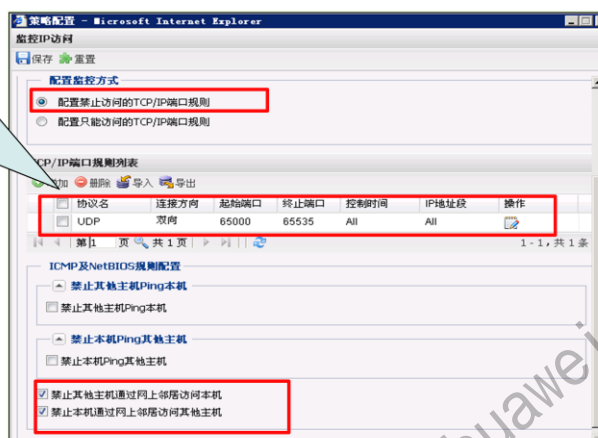 策略配置 - Microsoft Internet Explorer
监控IP访问
保存 重置
配置监控方式
配置禁止访问的TCP/IP端口规则
配置只能访问的TCP/IP端口规则
CP/IP端口规则列表
加 删除 导入 导出
协议名 连接方向 起始端口 终止端口 控制时间 IP地址段 操作
UDP 双向 65000 65535 All All
第 1 页 共 1 页 1 - 1，共 1 条
ICMP及NetBIOS规则配置
禁止其他主机Ping本机
禁止其他主机Ping本机
禁止本机Ping其他主机
禁止本机Ping其他主机
禁止其他主机通过网上邻居访问本机
禁止本机通过网上邻居访问其他主机
huawei